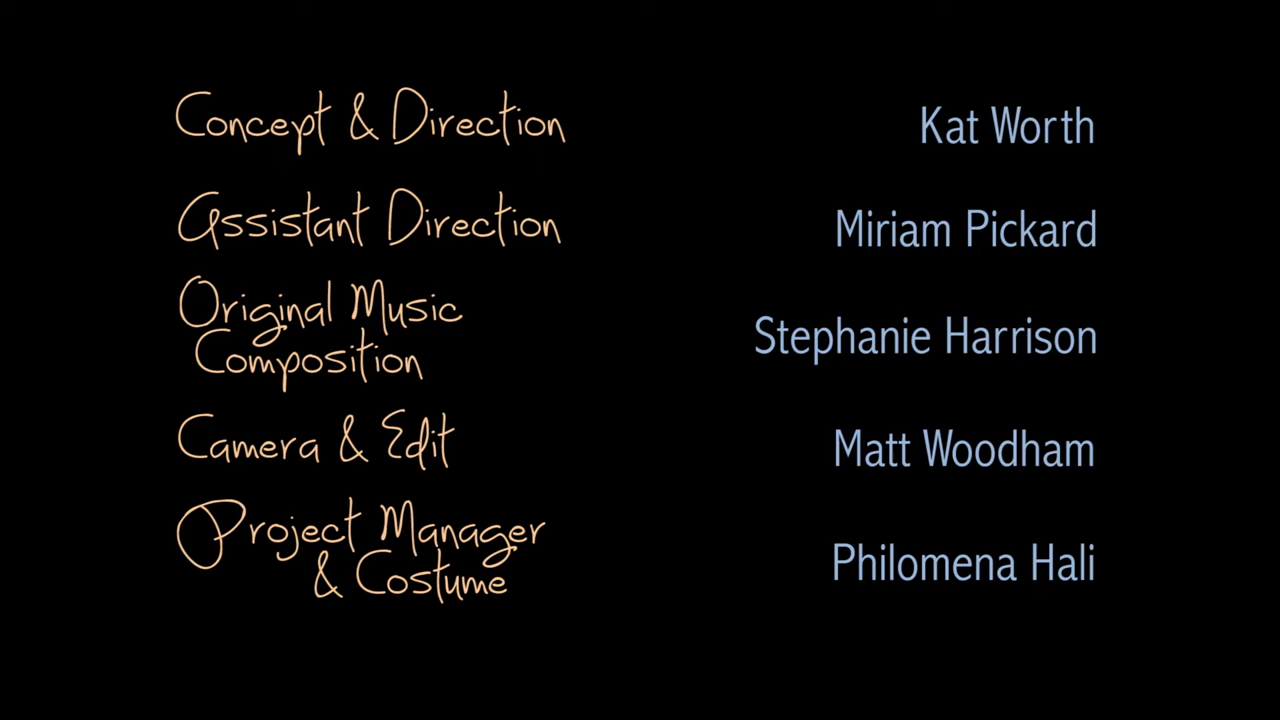 Concept & Direction Kat Worth
Assistant Direction Miriam Pickard
Original Music
Composition Stephanie Harrison
Camera & Edit Matt Woodham
Project Manager
& Costume Philomena Hali